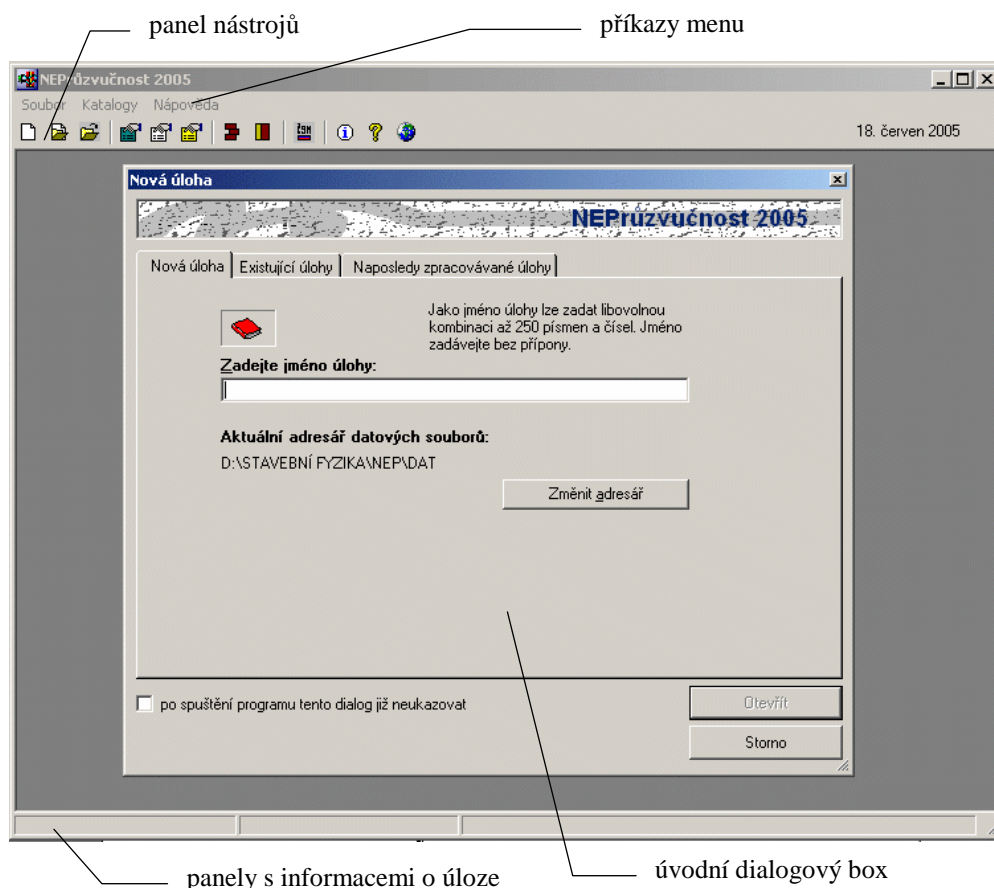 panel nástrojů
příkazy menu
NEPrůzvučnost 2005
Soubor Katalogy Nápověda
18. červen 2005
Nová úloha
NEPrůzvučnost 2005
Nová úloha Existující úlohy Naposledy zpracovávané úlohy
Jako jméno úlohy lze zadat libovolnou
kombinaci až 250 písmen a čísel. Jméno
zadávejte bez přípony.
Zadejte jméno úlohy:
Aktuální adresář datových souborů:
D:\STAVEBNÍ FYZIKA\NEP\DAT
Změnit adresář
po spuštění programu tento dialog již neukazovat
Otevřít
Storno
panely s informacemi o úloze
úvodní dialogový box